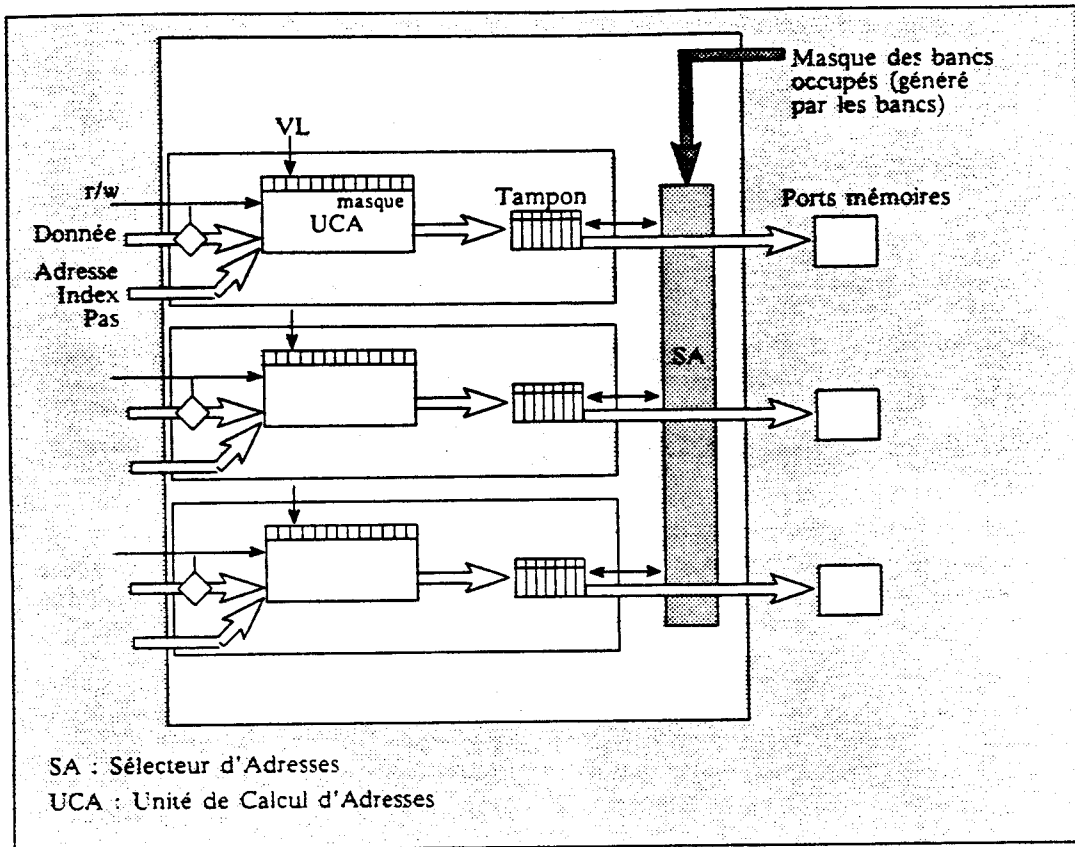 Masque des bancs
occupés (généré
par les bancs)
VL
r/w
masque
UCA
Tampon
Ports mémoires
Donnée
Adresse
Index
Pas
SA
SA : Sélecteur d'Adresses
UCA : Unité de Calcul d'Adresses